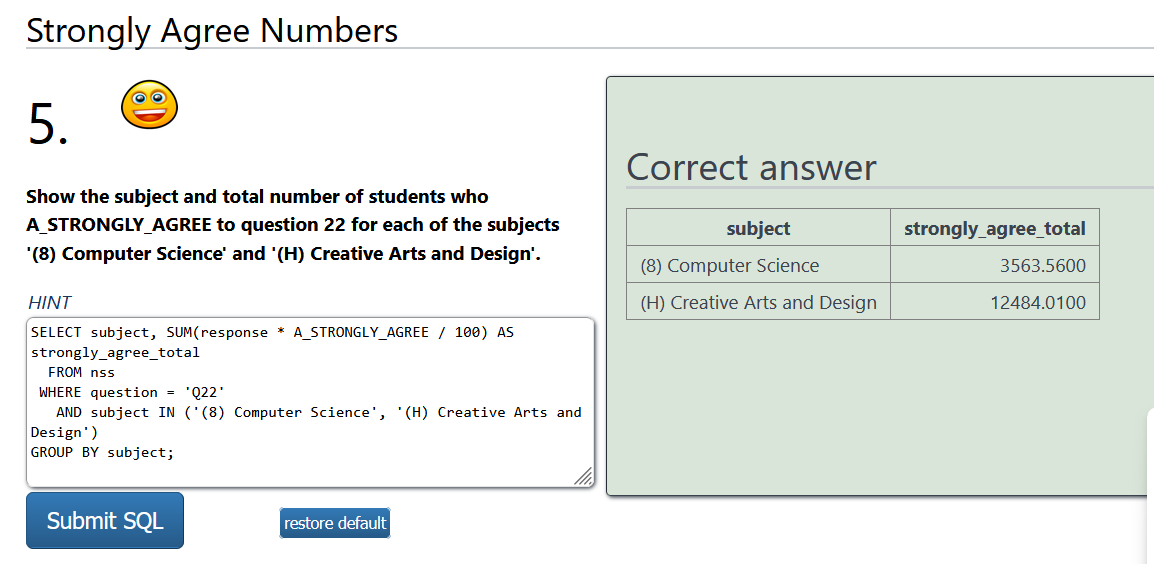 Strongly Agree Numbers
5.
Show the subject and total number of students who
A_STRONGLY_AGREE to question 22 for each of the subjects
'(8) Computer Science' and '(H) Creative Arts and Design'.
HINT
SELECT subject, SUM(response * A_STRONGLY_AGREE / 100) AS
strongly_agree_total
FROM nss
WHERE question = 'Q22'
AND subject IN ('(8) Computer Science', '(H) Creative Arts and
Design')
GROUP BY subject;
Submit SQL
restore default
Correct answer
subject strongly_agree_total
(8) Computer Science 3563.5600
(H) Creative Arts and Design 12484.0100